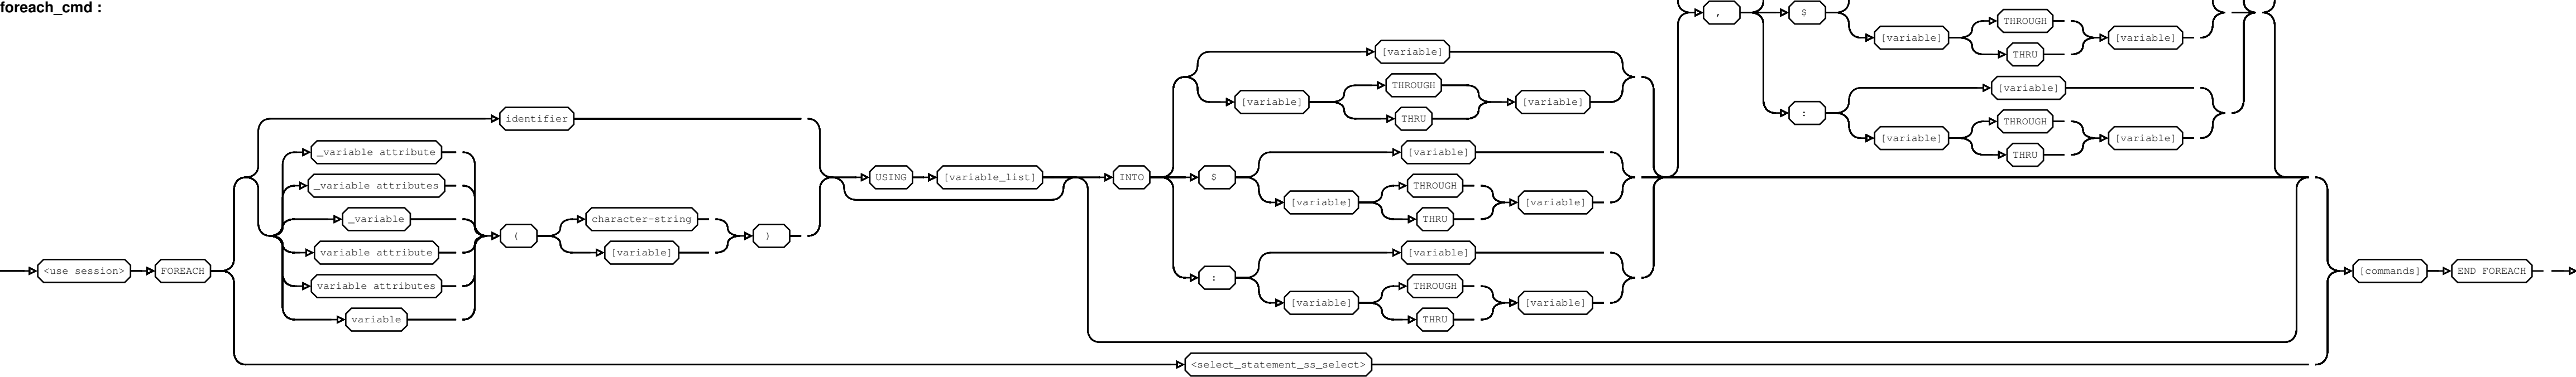 foreach_cmd :
<use session>
FOREACH
identifier
_variable attribute
_variable attributes
_variable
variable attribute
variable attributes
variable
(
character-string
[variable]
)
USING
[variable_list]
INTO
[variable]
[variable]
THROUGH
THRU
[variable]
$
[variable]
[variable]
THROUGH
THRU
[variable]
:
[variable]
[variable]
THROUGH
THRU
[variable]
,
$
[variable]
THROUGH
THRU
[variable]
:
[variable]
[variable]
THROUGH
THRU
[variable]
<select_statement_ss_select>
[commands]
END FOREACH